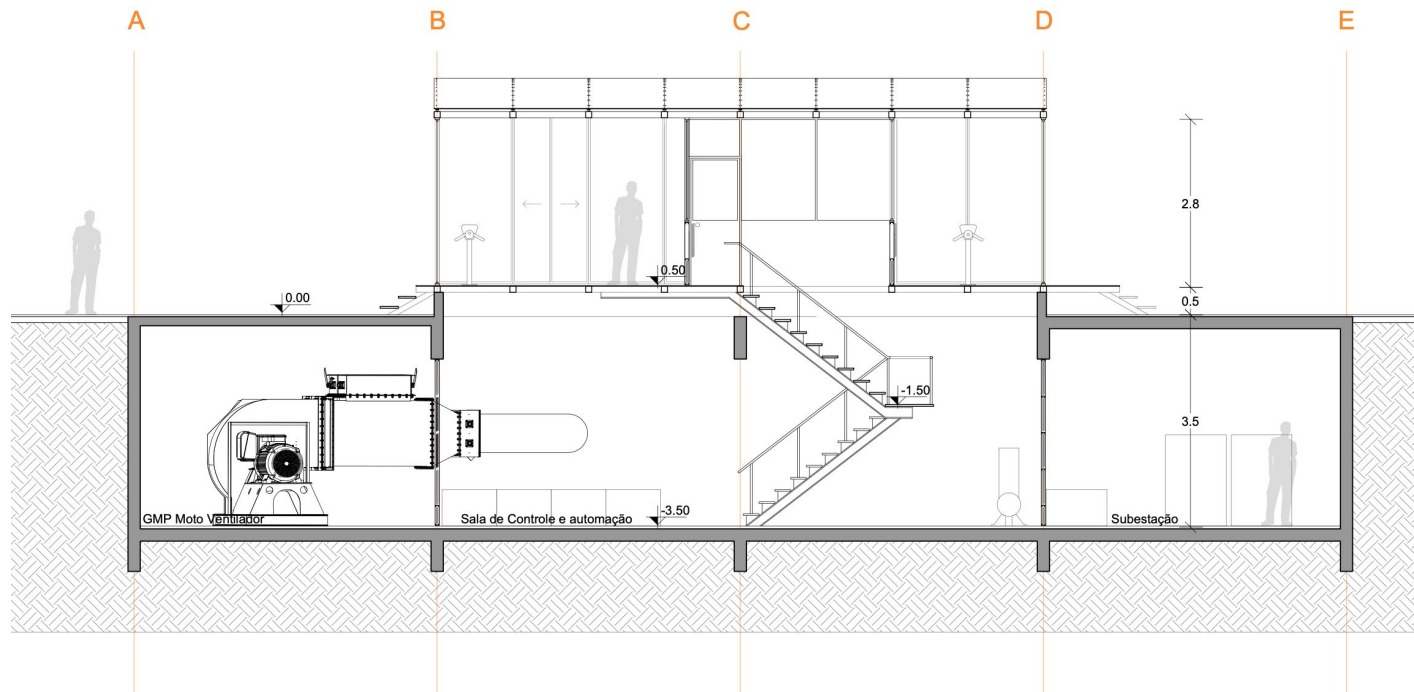 A B C D E
2.8
0.50
0.00
0.5
-1.50
3.5
-3.50
GMP Moto Ventilador
Sala de Controle e automação
Subestação